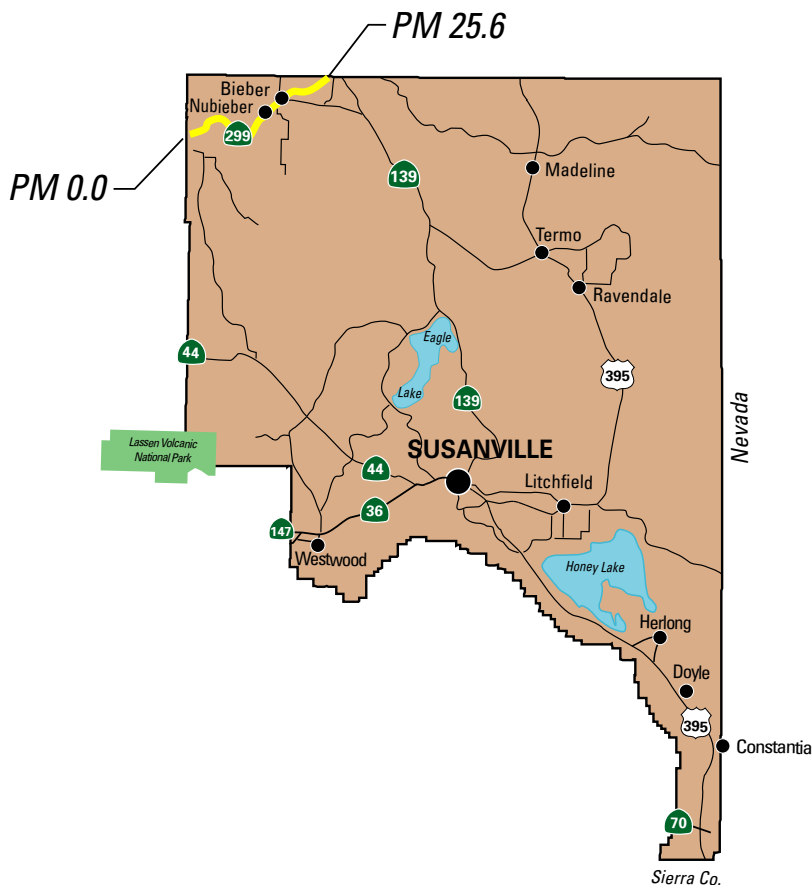 PM 25.6
Bieber
Nubieber
299
PM 0.0
139
Madeline
Termo
Ravendale
Eagle
44
395
Lake
139
Nevada
Lassen Volcanic
National Park
SUSANVILLE
44
Litchfield
36
147
Westwood
Honey Lake
Herlong
Doyle
395
Constantia
70
Sierra Co.